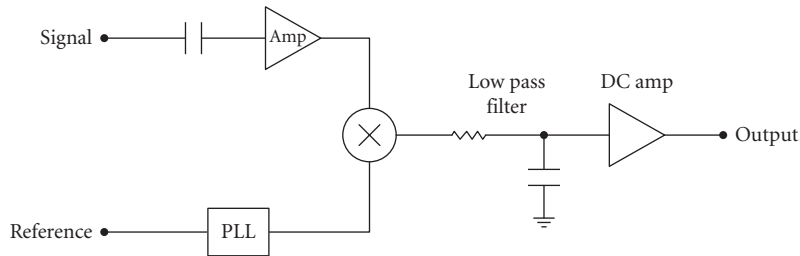 Signal
Amp
Low pass
filter
DC amp
Output
Reference
PLL